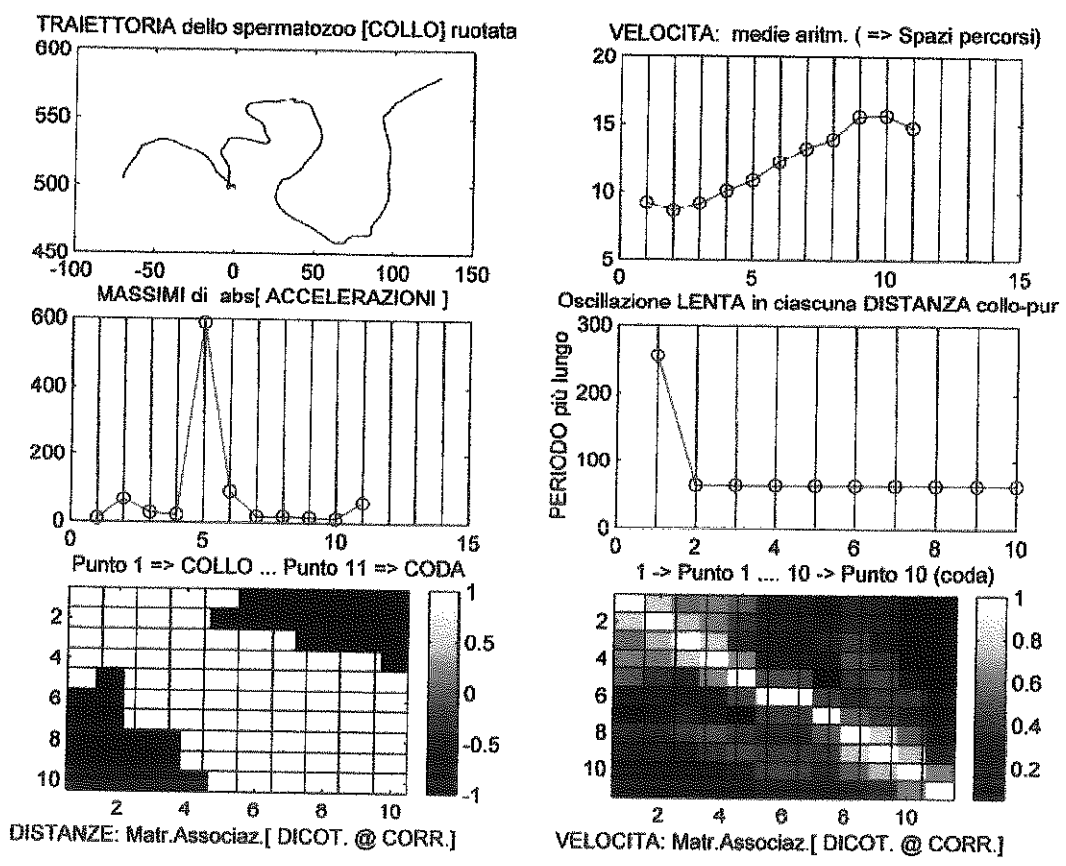 TRAIETTORIA dello spermatozoo [COLLO] ruotata
600
550
500
450
-100 -50 0 50 100 150
VELOCITA: medie aritm. ( => Spazi percorsi)
20
15
10
5
0 5 10 15
MASSIMI di abs[ ACCELERAZIONI ]
600
400
200
0
0 5 10 15
Punto 1 => COLLO ... Punto 11 => CODA
Oscillazione LENTA in ciascuna DISTANZA collo-pur
PERIODO più lungo
300
200
100
0
0 2 4 6 8 10
1 -> Punto 1 .... 10 -> Punto 10 (coda)
2
4
6
8
10
2 4 6 8 10
1
0.5
0
-0.5
-1
DISTANZE: Matr.Associaz.[ DICOT. @ CORR.]
2
4
6
8
10
2 4 6 8 10
1
0.8
0.6
0.4
0.2
VELOCITA: Matr.Associaz.[ DICOT. @ CORR.]